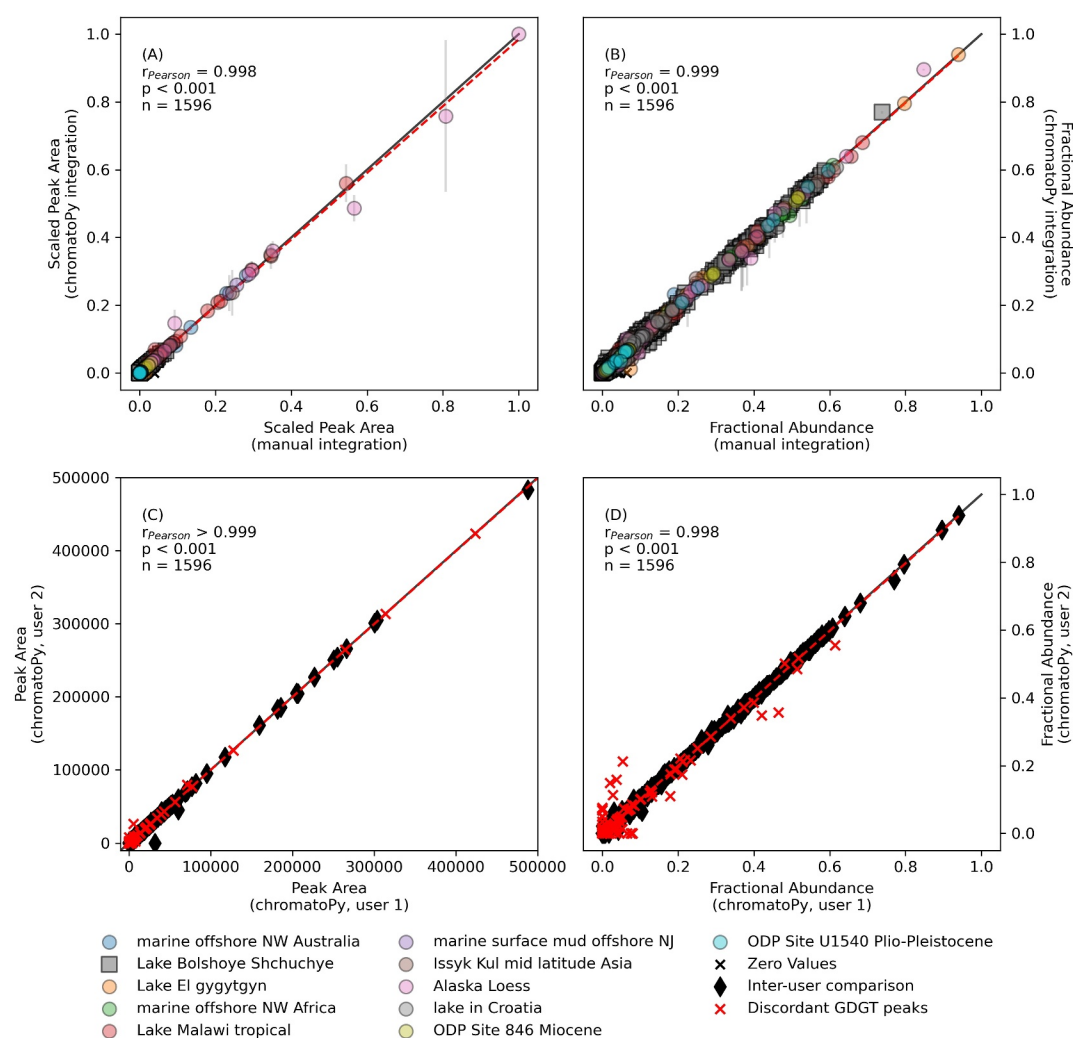 (A)
r_Pearson = 0.998
p < 0.001
n = 1596
1.0
0.8
0.6
0.4
0.2
0.0
Scaled Peak Area
(chromatoPy integration)
0.0 0.2 0.4 0.6 0.8 1.0
Scaled Peak Area
(manual integration)
(B)
r_Pearson = 0.999
p < 0.001
n = 1596
1.0
0.8
0.6
0.4
0.2
0.0
Fractional Abundance
(chromatoPy integration)
0.0 0.2 0.4 0.6 0.8 1.0
Fractional Abundance
(manual integration)
(C)
r_Pearson > 0.999
p < 0.001
n = 1596
500000
400000
300000
200000
100000
0
Peak Area
(chromatoPy, user 2)
0 100000 200000 300000 400000 500000
Peak Area
(chromatoPy, user 1)
(D)
r_Pearson = 0.998
p < 0.001
n = 1596
1.0
0.8
0.6
0.4
0.2
0.0
Fractional Abundance
(chromatoPy, user 2)
0.0 0.2 0.4 0.6 0.8 1.0
Fractional Abundance
(chromatoPy, user 1)
marine offshore NW Australia
Lake Bolshoye Shchuchye
Lake El gygytgyn
marine offshore NW Africa
Lake Malawi tropical
marine surface mud offshore NJ
Issyk Kul mid latitude Asia
Alaska Loess
lake in Croatia
ODP Site 846 Miocene
ODP Site U1540 Plio-Pleistocene
Zero Values
Inter-user comparison
Discordant GDGT peaks